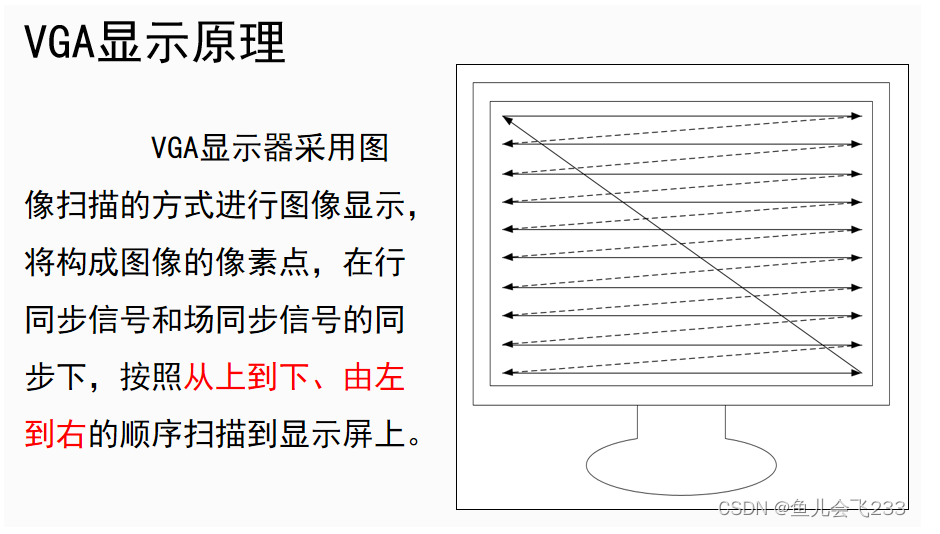 VGA显示原理
VGA显示器采用图
像扫描的方式进行图像显示，
将构成图像的像素点，在行
同步信号和场同步信号的同
步下，按照从上到下、由左
到右的顺序扫描到显示屏上。
CSDN @鱼儿会飞233